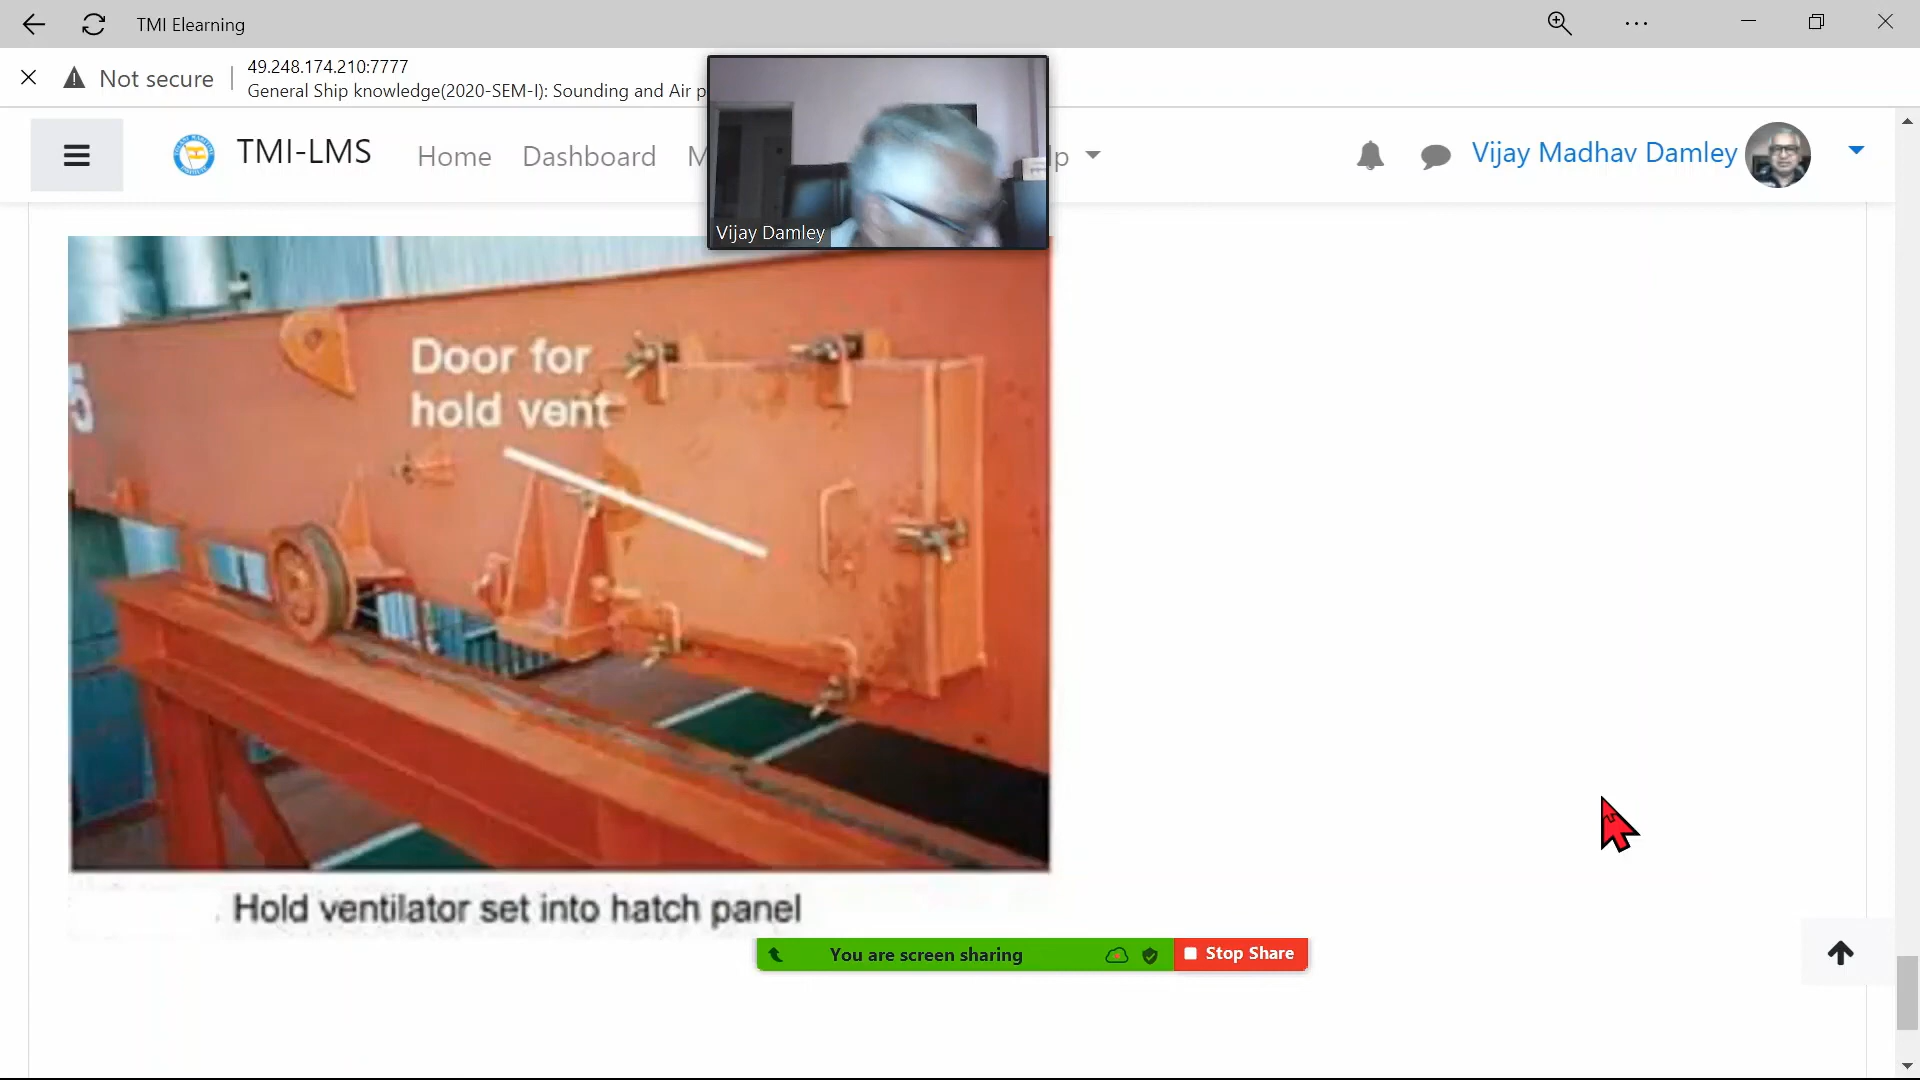 TMI Elearning
Not secure
49.248.174.210:7777
General Ship knowledge(2020-SEM-I): Sounding and Air p
TMI-LMS
Home
Dashboard
M
lp
Vijay Madhav Damley
Vijay Damley
5
Door for
hold vent
Hold ventilator set into hatch panel
You are screen sharing
Stop Share